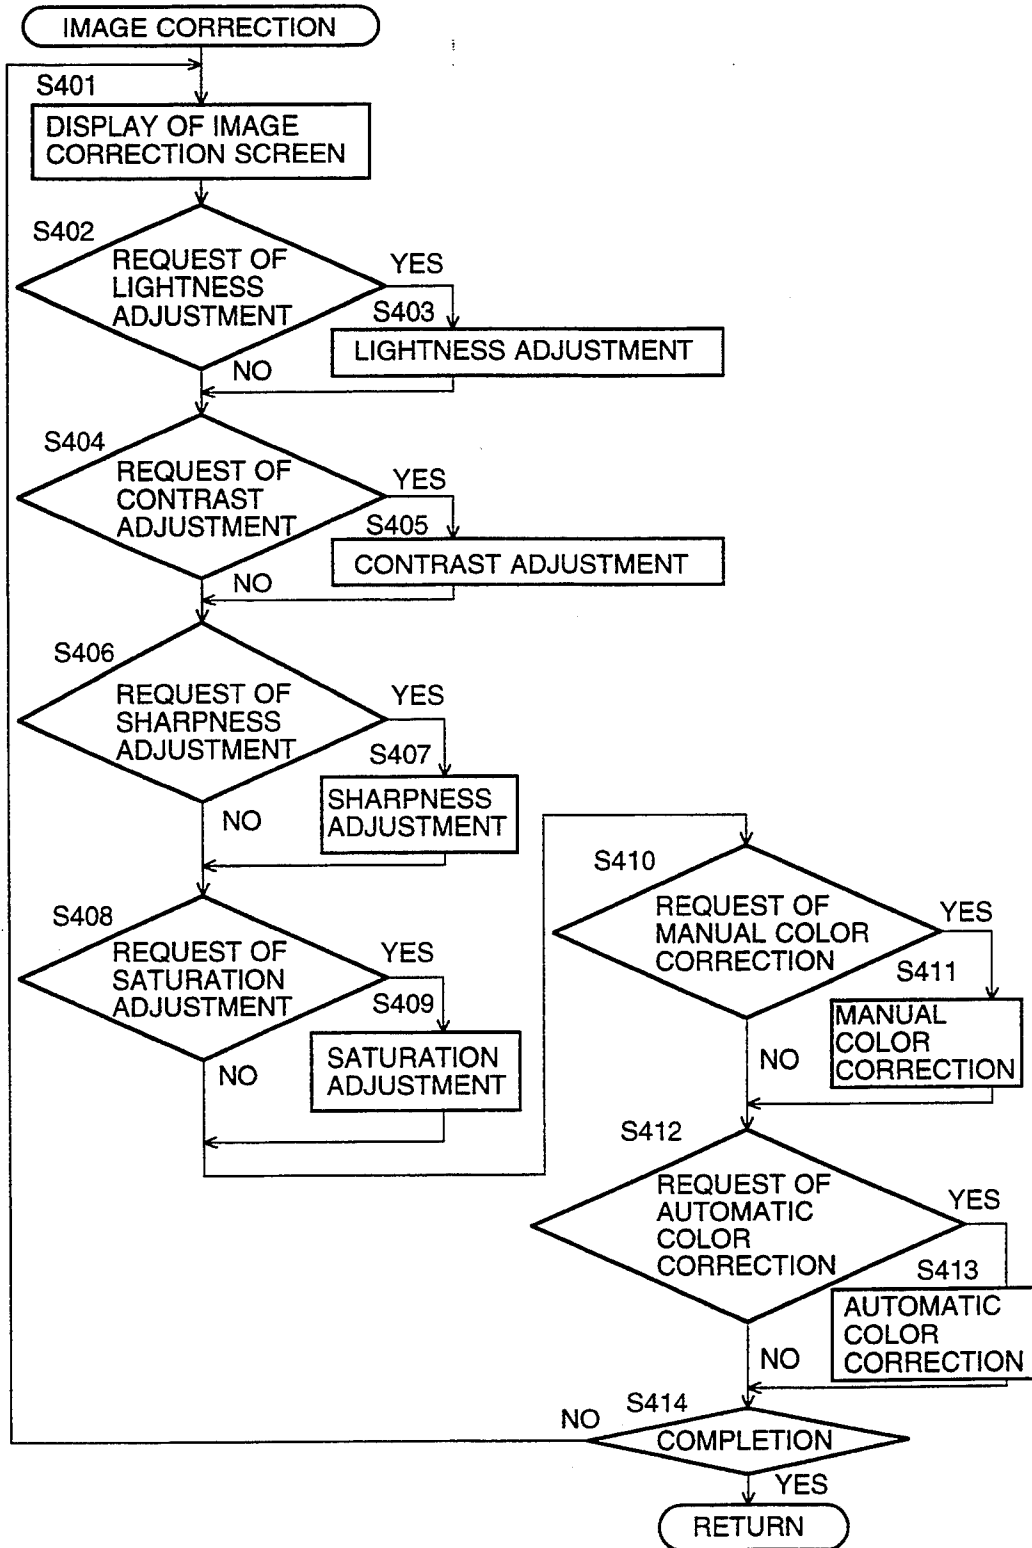 IMAGE CORRECTION
S401
DISPLAY OF IMAGE
CORRECTION SCREEN
S402
REQUEST OF
LIGHTNESS
ADJUSTMENT
YES
S403
LIGHTNESS ADJUSTMENT
NO
S404
REQUEST OF
CONTRAST
ADJUSTMENT
YES
S405
CONTRAST ADJUSTMENT
NO
S406
REQUEST OF
SHARPNESS
ADJUSTMENT
YES
S407
SHARPNESS
ADJUSTMENT
NO
S408
REQUEST OF
SATURATION
ADJUSTMENT
YES
S409
SATURATION
ADJUSTMENT
NO
S410
REQUEST OF
MANUAL COLOR
CORRECTION
YES
S411
MANUAL
COLOR
CORRECTION
NO
S412
REQUEST OF
AUTOMATIC
COLOR
CORRECTION
YES
S413
AUTOMATIC
COLOR
CORRECTION
NO
S414
COMPLETION
NO
YES
RETURN